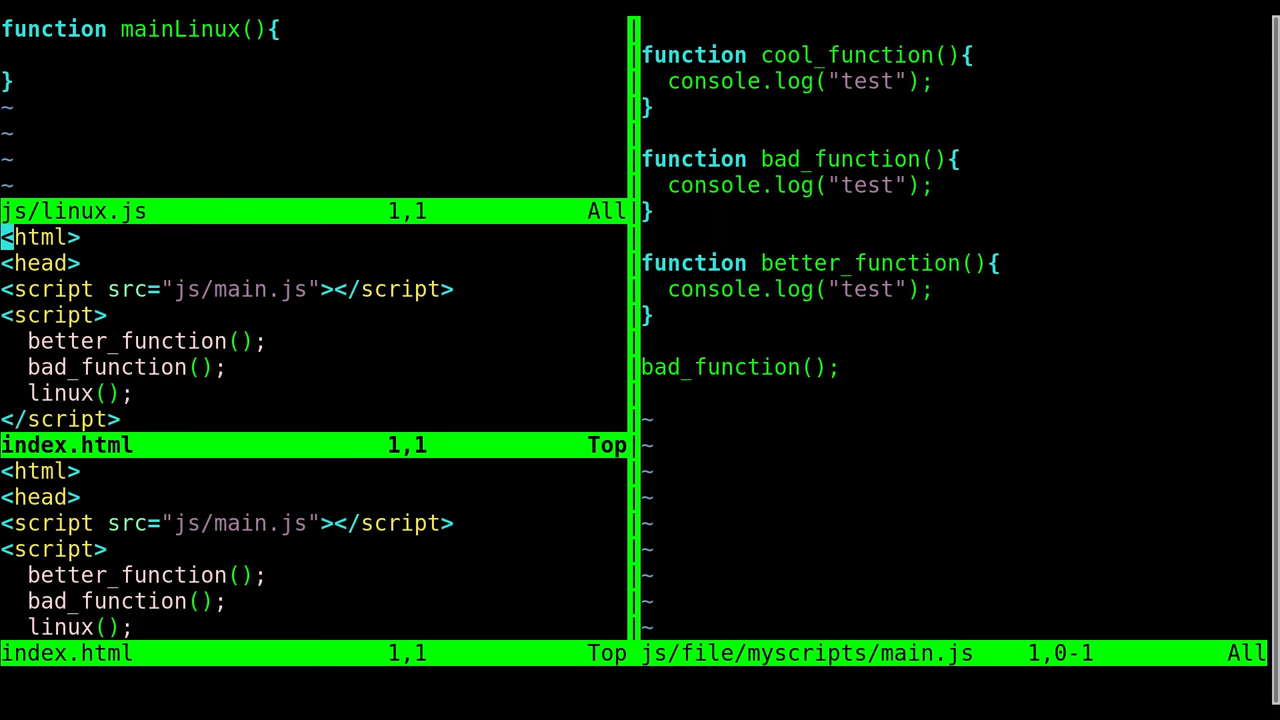 function mainLinux(){
}
~
~
~
~
js/linux.js 1,1 All
<html>
<head>
<script src="js/main.js"></script>
<script>
  better_function();
  bad_function();
  linux();
</script>
index.html 1,1 Top
<html>
<head>
<script src="js/main.js"></script>
<script>
  better_function();
  bad_function();
  linux();
index.html 1,1 Top
function cool_function(){
  console.log("test");
}
function bad_function(){
  console.log("test");
}
function better_function(){
  console.log("test");
}
bad_function();
~
~
~
~
~
~
~
~
~
js/file/myscripts/main.js 1,0-1 All